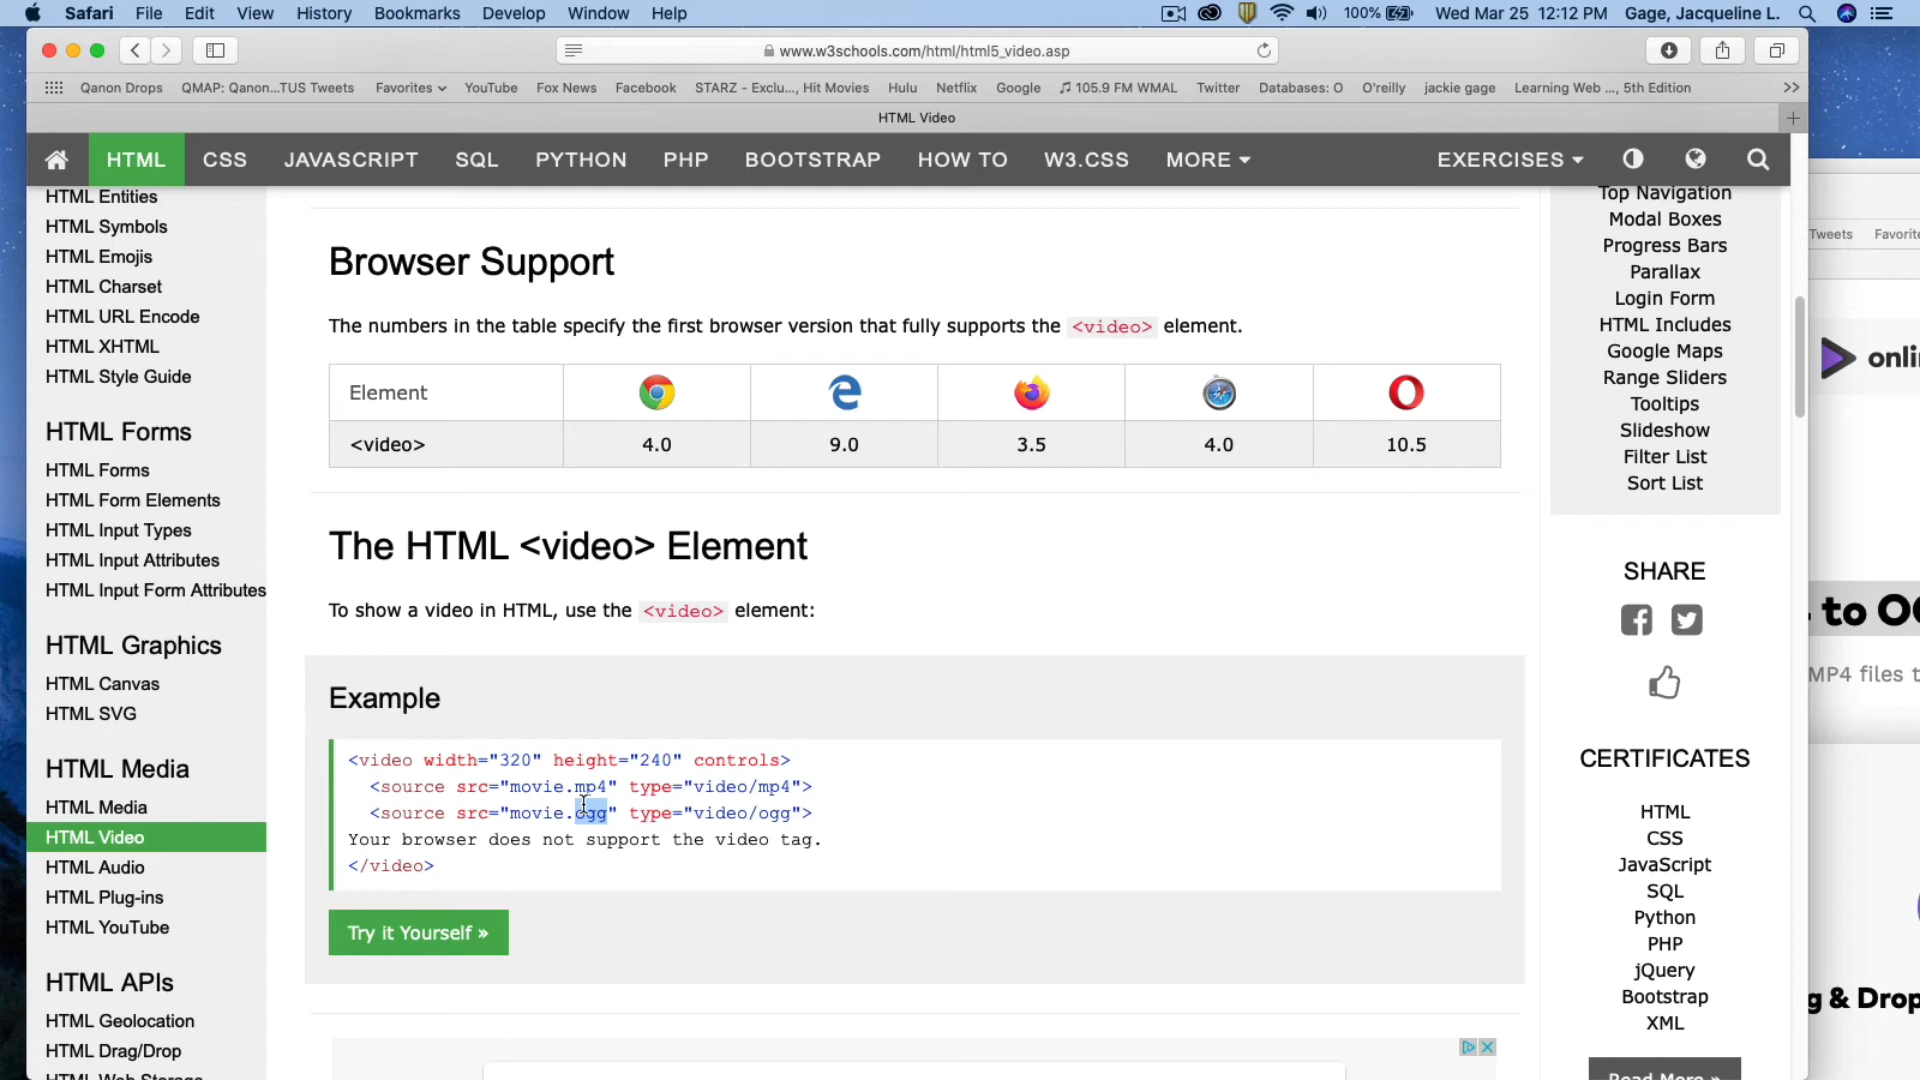 Safari File Edit View History Bookmarks Develop Window Help 100% Wed Mar 25 12:12 PM Gage, Jacqueline L.
www.w3schools.com/html/html5_video.asp
Qanon Drops QMAP: Qanon...TUS Tweets Favorites YouTube Fox News Facebook STARZ - Exclu..., Hit Movies Hulu Netflix Google 105.9 FM WMAL Twitter Databases: O O'reilly jackie gage Learning Web ..., 5th Edition >>
HTML Video
HTML CSS JAVASCRIPT SQL PYTHON PHP BOOTSTRAP HOW TO W3.CSS MORE EXERCISES
HTML Entities
HTML Symbols
HTML Emojis
HTML Charset
HTML URL Encode
HTML XHTML
HTML Style Guide
HTML Forms
HTML Forms
HTML Form Elements
HTML Input Types
HTML Input Attributes
HTML Input Form Attributes
HTML Graphics
HTML Canvas
HTML SVG
HTML Media
HTML Media
HTML Video
HTML Audio
HTML Plug-ins
HTML YouTube
HTML APIs
HTML Geolocation
HTML Drag/Drop
HTML Web Storage
Browser Support
The numbers in the table specify the first browser version that fully supports the <video> element.
Element
<video> 4.0 9.0 3.5 4.0 10.5
The HTML <video> Element
To show a video in HTML, use the <video> element:
Example
<video width="320" height="240" controls>
<source src="movie.mp4" type="video/mp4">
<source src="movie.ogg" type="video/ogg">
Your browser does not support the video tag.
</video>
Try it Yourself »
Top Navigation
Modal Boxes
Progress Bars
Parallax
Login Form
HTML Includes
Google Maps
Range Sliders
Tooltips
Slideshow
Filter List
Sort List
SHARE
CERTIFICATES
HTML
CSS
JavaScript
SQL
Python
PHP
jQuery
Bootstrap
XML
Read More »
Tweets Favorite
onli
to O
MP4 files t
g & Drop